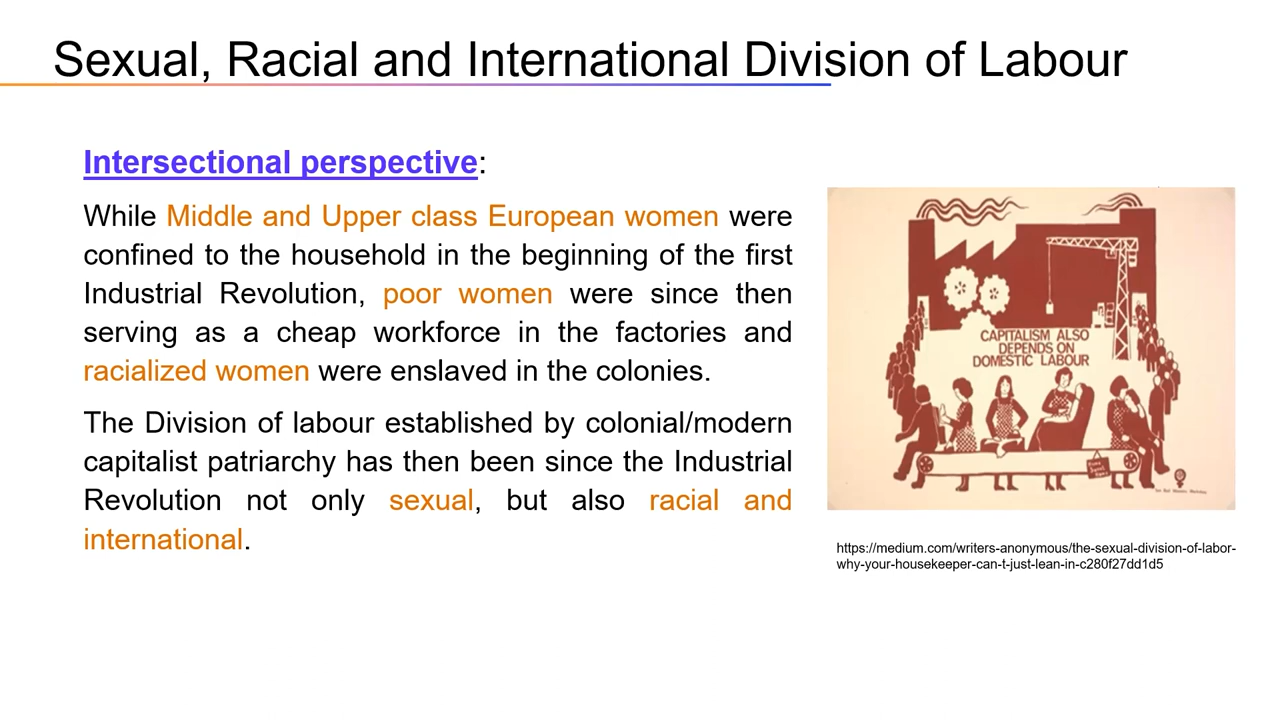 Sexual, Racial and International Division of Labour
Intersectional perspective:
While Middle and Upper class European women were
confined to the household in the beginning of the first
Industrial Revolution, poor women were since then
serving as a cheap workforce in the factories and
racialized women were enslaved in the colonies.
The Division of labour established by colonial/modern
capitalist patriarchy has then been since the Industrial
Revolution not only sexual, but also racial and
international.
CAPITALISM ALSO
DEPENDS ON
DOMESTIC LABOUR
https://medium.com/writers-anonymous/the-sexual-division-of-labor-
why-your-housekeeper-can-t-just-lean-in-c280f27dd1d5